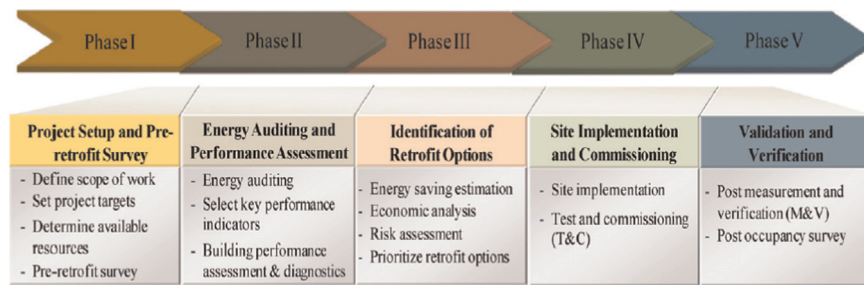 Phase I
Phase II
Phase III
Phase IV
Phase V
Project Setup and Pre-
retrofit Survey
- Define scope of work
- Set project targets
- Determine available
resources
- Pre-retrofit survey
Energy Auditing and
Performance Assessment
- Energy auditing
- Select key performance
indicators
- Building performance
assessment & diagnostics
Identification of
Retrofit Options
- Energy saving estimation
- Economic analysis
- Risk assessment
- Prioritize retrofit options
Site Implementation
and Commissioning
- Site implementation
- Test and commissioning
(T&C)
Validation and
Verification
- Post measurement and
verification (M&V)
- Post occupancy survey